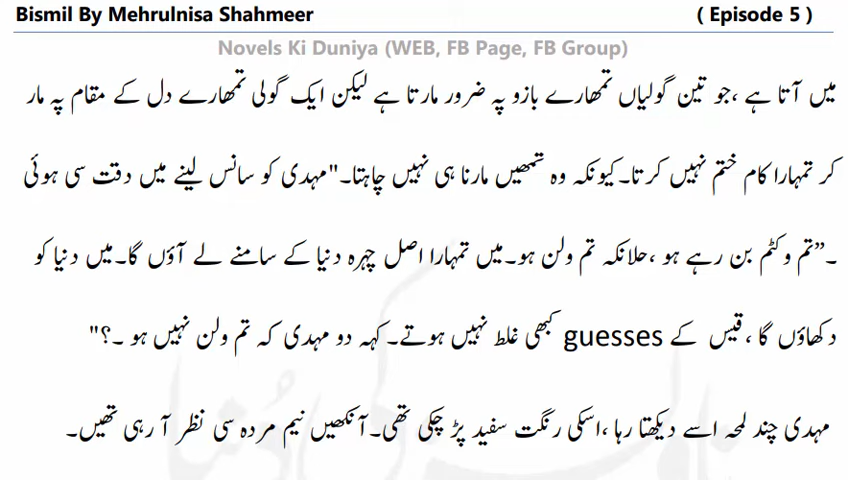 Bismil By Mehrulnisa Shahmeer ( Episode 5 )
Novels Ki Duniya (WEB, FB Page, FB Group)
میں آتا ہے ،جو تین گولیاں تمھارے بازو پہ ضرور مارتا ہے لیکن ایک گولی تمھارے دل کے مقام پہ مار
کر تمہارا کام ختم نہیں کرتا۔کیونکہ وہ تمھیں مارنا ہی نہیں چاہتا۔"مہدی کو سانس لینے میں دقت سی ہوئی
۔”تم وکٹم بن رہے ہو ،حلانکہ تم ولن ہو۔میں تمہارا اصل چہرہ دنیا کے سامنے لے آؤں گا۔میں دنیا کو
دکھاؤں گا ،قیس کے guesses کبھی غلط نہیں ہوتے۔کہہ دو مہدی کہ تم ولن نہیں ہو ۔؟"
مہدی چند لمحہ اسے دیکھتا رہا ،اسکی رنگت سفید پڑ چکی تھی۔آنکھیں نیم مردہ سی نظر آ رہی تھیں۔